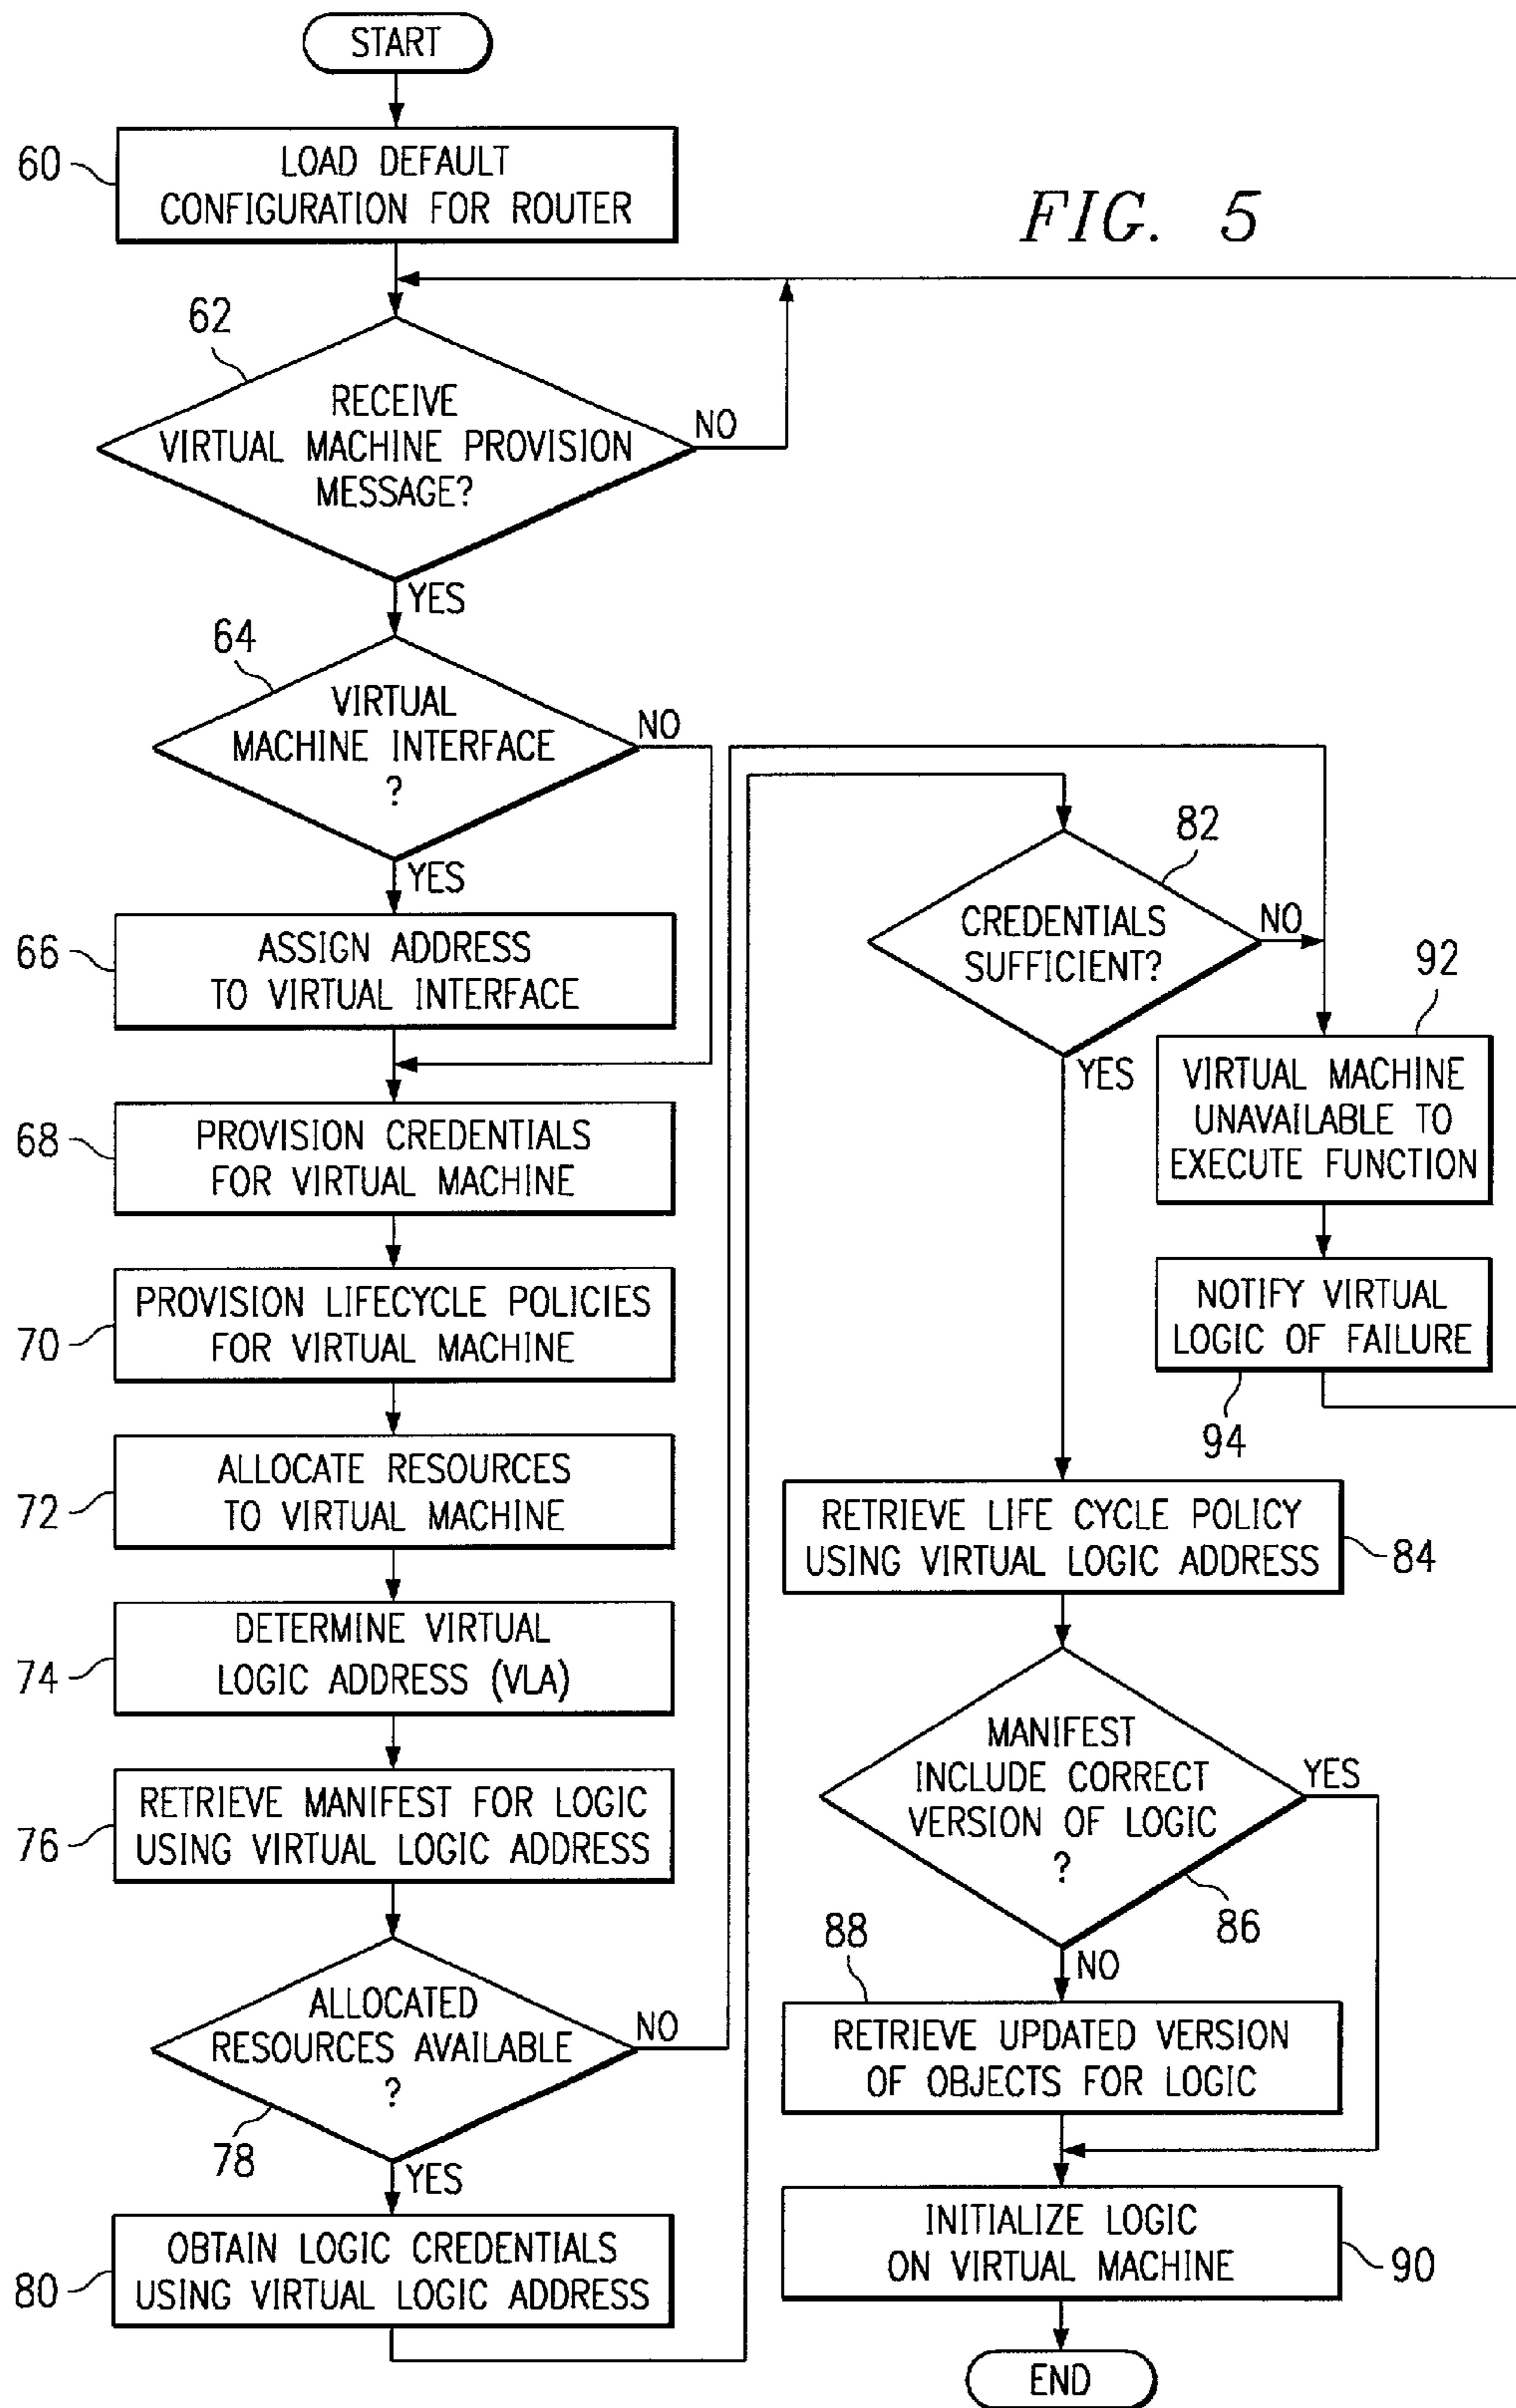 START
60
LOAD DEFAULT
CONFIGURATION FOR ROUTER
FIG. 5
62
RECEIVE
VIRTUAL MACHINE PROVISION
MESSAGE?
NO
YES
64
VIRTUAL
MACHINE INTERFACE
?
NO
YES
66
ASSIGN ADDRESS
TO VIRTUAL INTERFACE
68
PROVISION CREDENTIALS
FOR VIRTUAL MACHINE
70
PROVISION LIFECYCLE POLICIES
FOR VIRTUAL MACHINE
72
ALLOCATE RESOURCES
TO VIRTUAL MACHINE
74
DETERMINE VIRTUAL
LOGIC ADDRESS (VLA)
76
RETRIEVE MANIFEST FOR LOGIC
USING VIRTUAL LOGIC ADDRESS
ALLOCATED
RESOURCES AVAILABLE
?
NO
78
YES
80
OBTAIN LOGIC CREDENTIALS
USING VIRTUAL LOGIC ADDRESS
82
CREDENTIALS
SUFFICIENT?
NO
YES
92
VIRTUAL MACHINE
UNAVAILABLE TO
EXECUTE FUNCTION
NOTIFY VIRTUAL
LOGIC OF FAILURE
94
RETRIEVE LIFE CYCLE POLICY
USING VIRTUAL LOGIC ADDRESS
84
MANIFEST
INCLUDE CORRECT
VERSION OF LOGIC
?
YES
86
NO
88
RETRIEVE UPDATED VERSION
OF OBJECTS FOR LOGIC
INITIALIZE LOGIC
ON VIRTUAL MACHINE
90
END